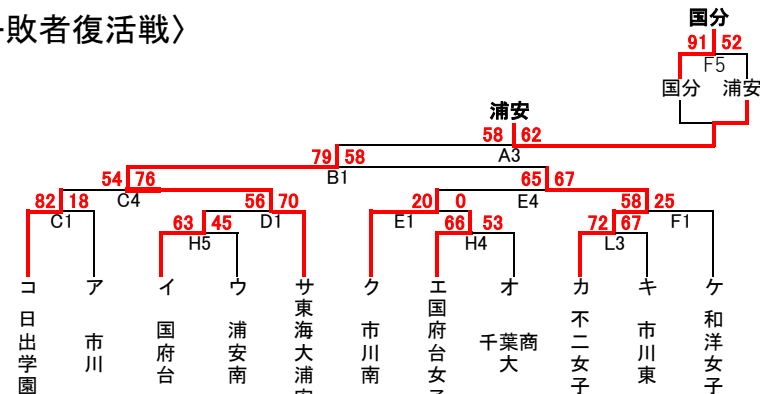 敗者復活戦〉
国分
91 52
F5
国分 浦安
浦安
58 62
A3
79 58
B1
54 76
C4
65 67
E4
82 18
C1
56 70
D1
20 0
E1
58 25
F1
63 45
H5
66 53
H4
72 67
L3
コ ア イ ウ サ ク エ オ カ キ ケ
日出学園
市川
国府台
浦安南
東海大浦安
市川南
国府台女子
千葉商大
不二女子
市川東
和洋女子